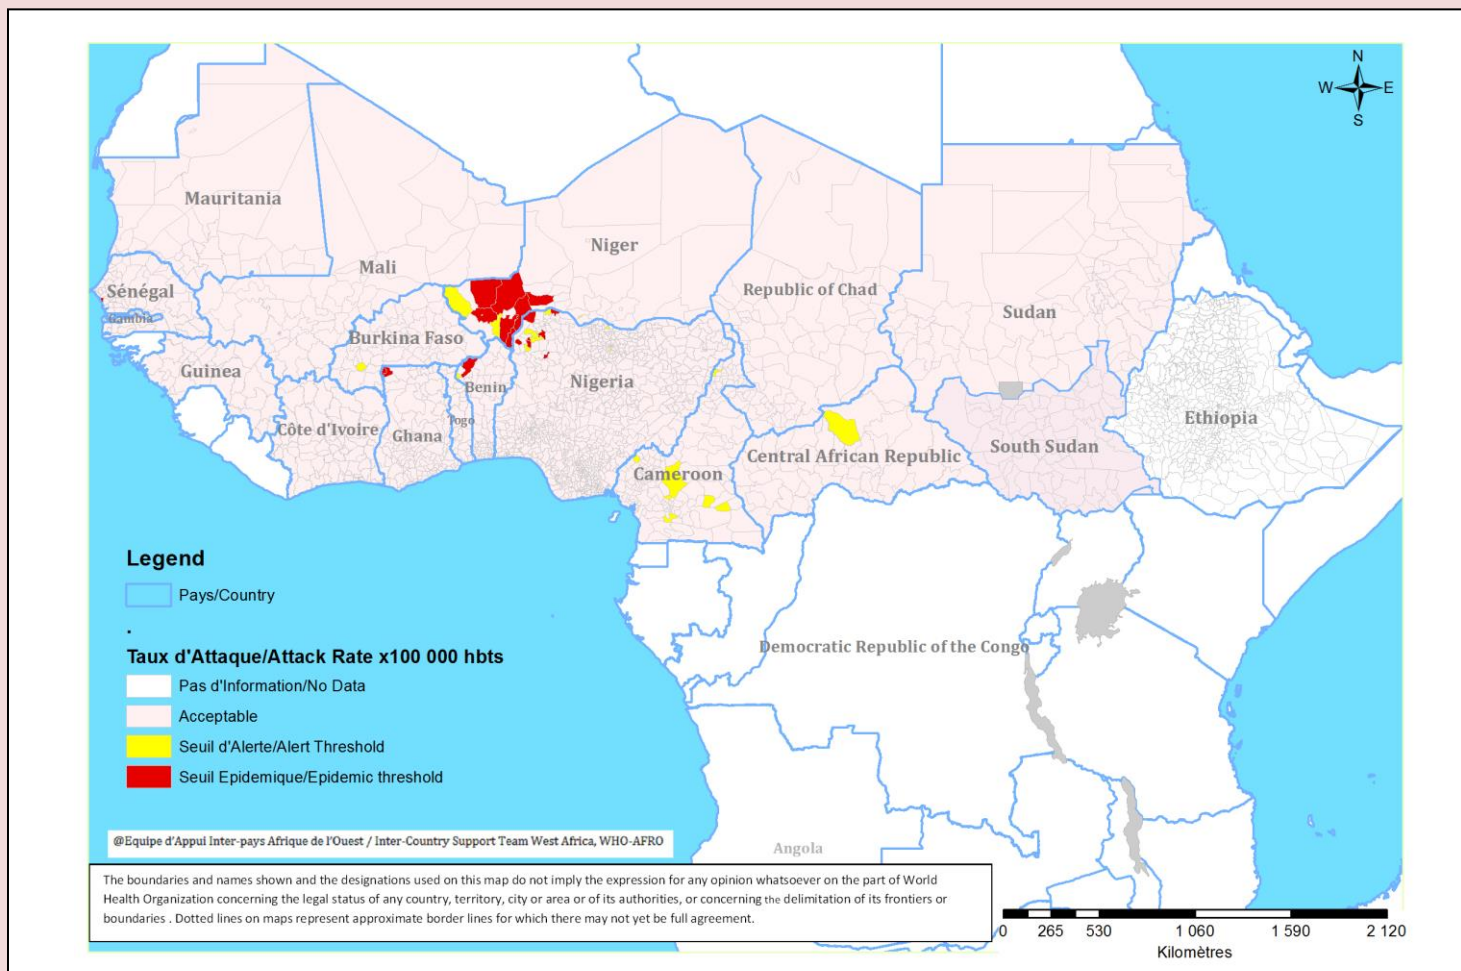 N
W
E
S
Mauritania
Niger
Mali
Sénégal
Gambia
Republic of Chad
Sudan
Burkina Faso
Guinea
Benin
Nigeria
Togo
Côte d'Ivoire
Ghana
Ethiopia
South Sudan
Central African Republic
Cameroon
Legend
Pays/Country
.
Taux d'Attaque/Attack Rate x100 000 hbts
Pas d'Information/No Data
Acceptable
Seuil d'Alerte/Alert Threshold
Seuil Epidemique/Epidemic threshold
Democratic Republic of the Congo
Angola
@Equipe d'Appui Inter-pays Afrique de l'Ouest / Inter-Country Support Team West Africa, WHO-AFRO
The boundaries and names shown and the designations used on this map do not imply the expression for any opinion whatsoever on the part of World
Health Organization concerning the legal status of any country, territory, city or area or of its authorities, or concerning the delimitation of its frontiers or
boundaries . Dotted lines on maps represent approximate border lines for which there may not yet be full agreement.
0 265 530 1 060 1 590 2 120
Kilomètres